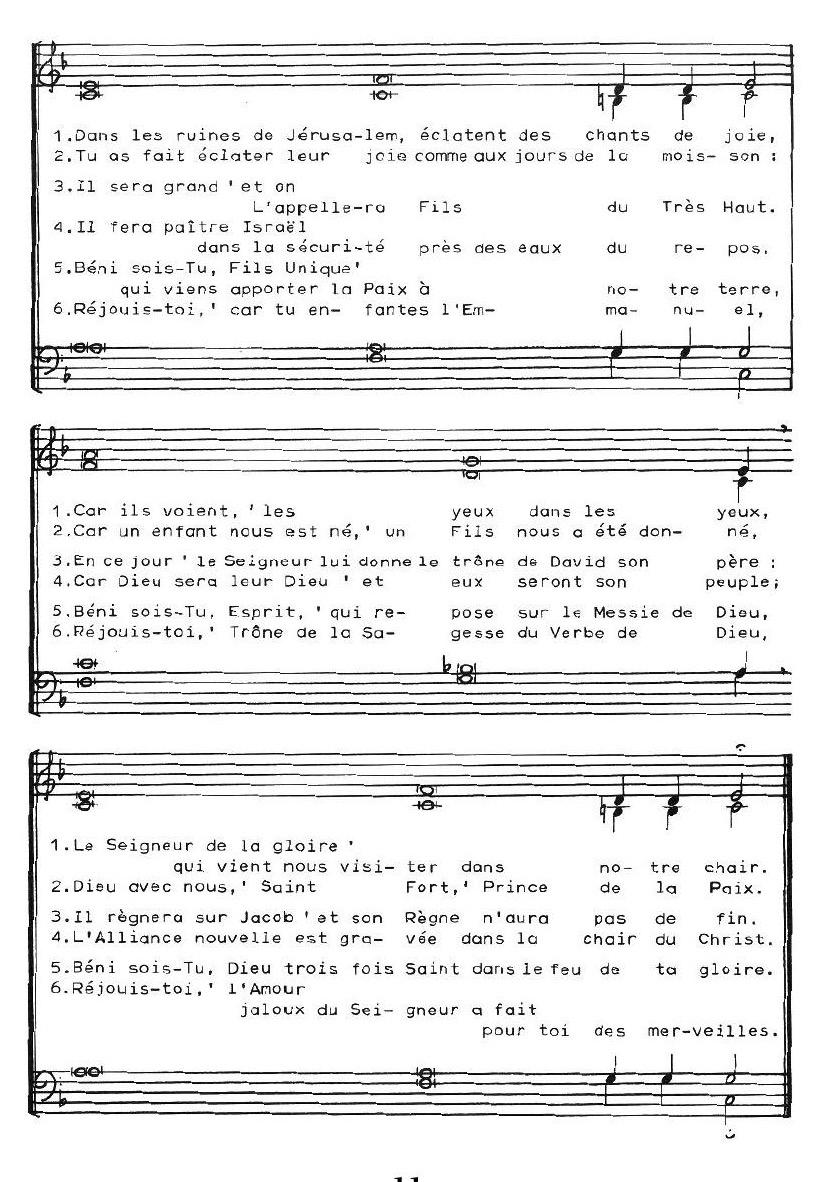 1.Dans les ruines de Jérusa-lem, éclatent des chants de joie,
2.Tu as fait éclater leur joie comme aux jours de la mois- son :
3.Il sera grand ' et on
L'appelle-ra Fils du Très Haut.
4.Il fera paître Israël
dans la sécuri-té près des eaux du re- pos,
5.Béni sois-Tu, Fils Unique'
qui viens apporter la Paix à no- tre terre,
6.Réjouis-toi,' car tu en- fantes l'Em- ma- nu- el,
1.Car ils voient, ' les yeux dans les yeux,
2.Car un enfant nous est né,' un Fils nous a été don- né,
3.En ce jour ' le Seigneur lui donne le trône de David son père :
4.Car Dieu sera leur Dieu ' et eux seront son peuple;
5.Béni sois-Tu, Esprit, ' qui re- pose sur le Messie de Dieu,
6.Réjouis-toi,' Trône de la Sa- gesse du Verbe de Dieu,
1.Le Seigneur de la gloire '
qui vient nous visi- ter dans no- tre chair.
2.Dieu avec nous,' Saint Fort,' Prince de la Paix.
3.Il règnera sur Jacob ' et son Règne n'aura pas de fin.
4.L'Alliance nouvelle est gra- vée dans la chair du Christ.
5.Béni sois-Tu, Dieu trois fois Saint dans le feu de ta gloire.
6.Réjouis-toi,' l'Amour
jaloux du Sei- gneur a fait
pour toi des mer-veilles.